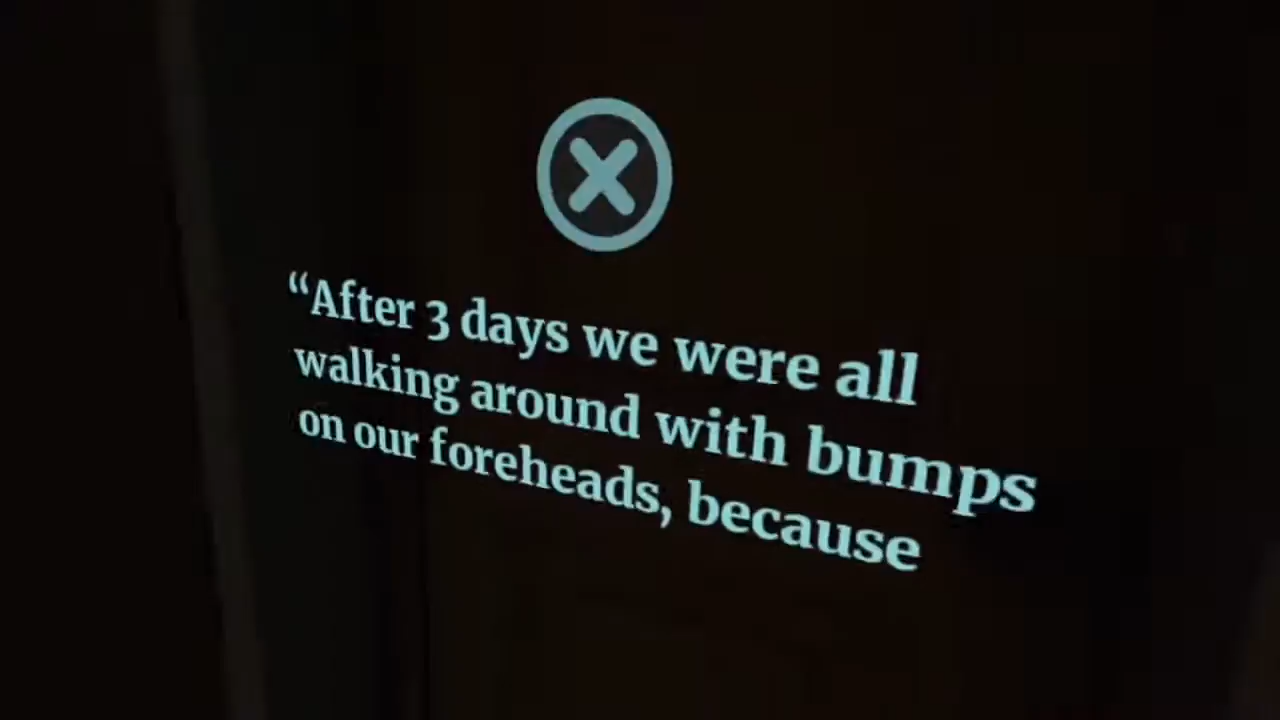 “After 3 days we were all
walking around with bumps
on our foreheads, because